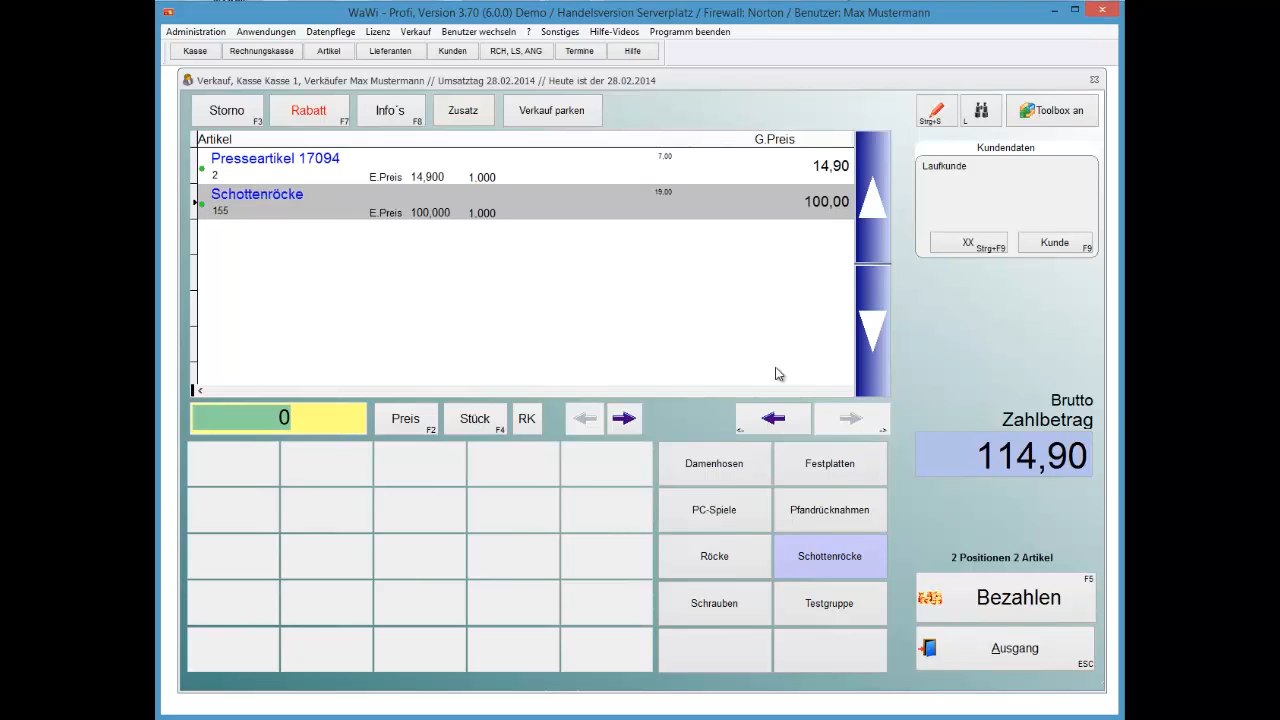 WaWi - Profi, Version 3.70 (6.0.0) Demo / Handelsversion Serverplatz / Firewall: Norton / Benutzer: Max Mustermann
Administration Anwendungen Datenpflege Lizenz Verkauf Benutzer wechseln ? Sonstiges Hilfe-Videos Programm beenden
Kasse Rechnungskasse Artikel Lieferanten Kunden RCH, LS, ANG Termine Hilfe
Verkauf, Kasse Kasse 1, Verkäufer Max Mustermann // Umsatztag 28.02.2014 // Heute ist der 28.02.2014
Storno F3 Rabatt F7 Info´s F8 Zusatz Verkauf parken Strg+S L Toolbox an
Artikel G.Preis
Kundendaten
Presseartikel 17094 7,00 14,90
2 E.Preis 14,900 1,000
Laufkunde
Schottenröcke 19,00 100,00
155 E.Preis 100,000 1,000
XX Strg+F9 Kunde F9
<
0 Preis F2 Stück F4 RK <- ->
Brutto
Zahlbetrag
114,90
Damenhosen Festplatten
PC-Spiele Pfandrücknahmen
Röcke Schottenröcke
Schrauben Testgruppe
2 Positionen 2 Artikel
Bezahlen F5
Ausgang ESC